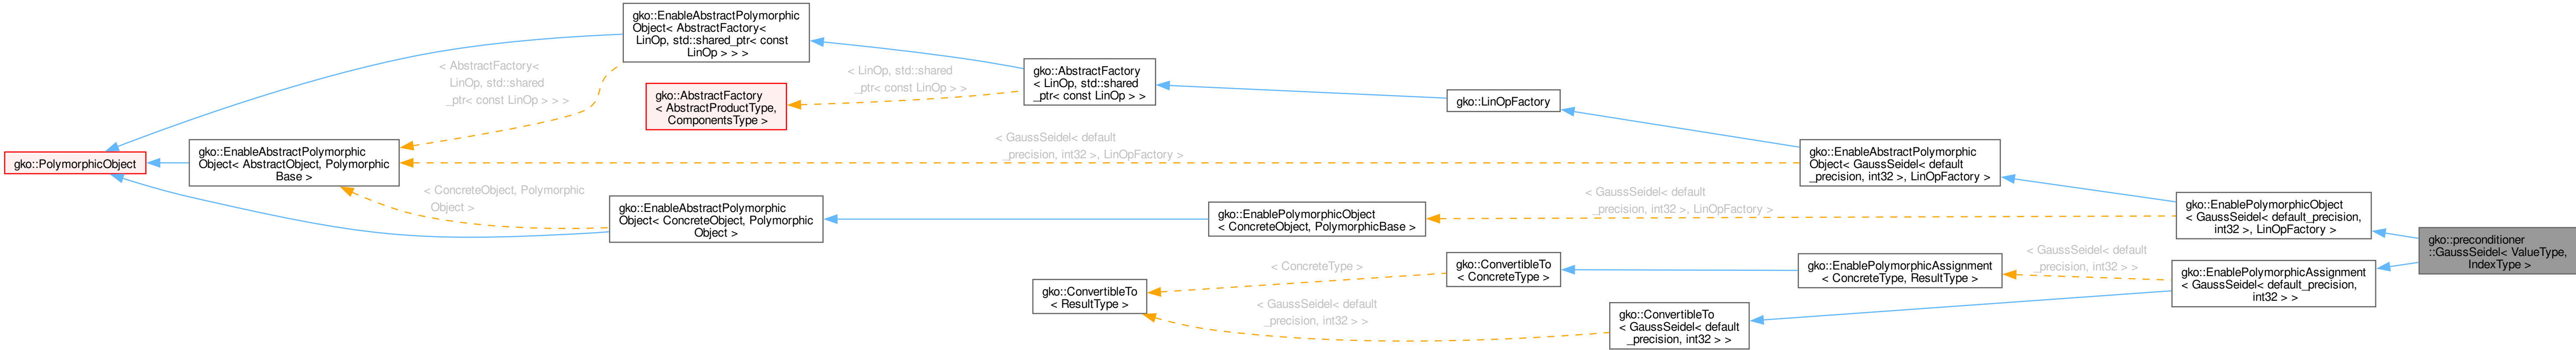 gko::PolymorphicObject
gko::EnableAbstractPolymorphic
Object< AbstractObject, Polymorphic
Base >
gko::EnableAbstractPolymorphic
Object< AbstractFactory<
LinOp, std::shared_ptr< const
LinOp > > >
< AbstractFactory<
LinOp, std::shared
_ptr< const LinOp > > >
gko::AbstractFactory
< AbstractProductType,
ComponentsType >
< LinOp, std::shared
_ptr< const LinOp > >
gko::AbstractFactory
< LinOp, std::shared
_ptr< const LinOp > >
gko::LinOpFactory
< GaussSeidel< default
_precision, int32 >, LinOpFactory >
gko::EnableAbstractPolymorphic
Object< GaussSeidel< default
_precision, int32 >, LinOpFactory >
< ConcreteObject, Polymorphic
Object >
gko::EnableAbstractPolymorphic
Object< ConcreteObject, Polymorphic
Object >
gko::EnablePolymorphicObject
< ConcreteObject, PolymorphicBase >
< GaussSeidel< default
_precision, int32 >, LinOpFactory >
gko::EnablePolymorphicObject
< GaussSeidel< default_precision,
int32 >, LinOpFactory >
gko::preconditioner
::GaussSeidel< ValueType,
IndexType >
gko::ConvertibleTo
< ResultType >
< ConcreteType >
gko::ConvertibleTo
< ConcreteType >
gko::EnablePolymorphicAssignment
< ConcreteType, ResultType >
< GaussSeidel< default
_precision, int32 > >
gko::EnablePolymorphicAssignment
< GaussSeidel< default_precision,
int32 > >
< GaussSeidel< default
_precision, int32 > >
gko::ConvertibleTo
< GaussSeidel< default
_precision, int32 > >